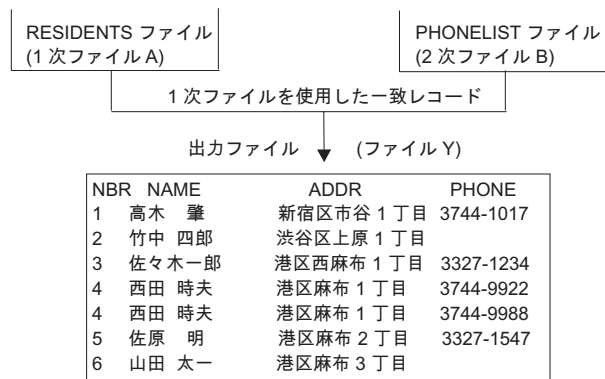 RESIDENTS ファイル
(1 次ファイル A)
PHONELIST ファイル
(2 次ファイル B)
1 次ファイルを使用した一致レコード
出力ファイル (ファイル Y)
NBR NAME ADDR PHONE
1 高木 肇 新宿区市谷 1 丁目 3744-1017
2 竹中 四郎 渋谷区上原 1 丁目
3 佐々木一郎 港区西麻布 1 丁目 3327-1234
4 西田 時夫 港区麻布 1 丁目 3744-9922
4 西田 時夫 港区麻布 1 丁目 3744-9988
5 佐原 明 港区麻布 2 丁目 3327-1547
6 山田 太一 港区麻布 3 丁目